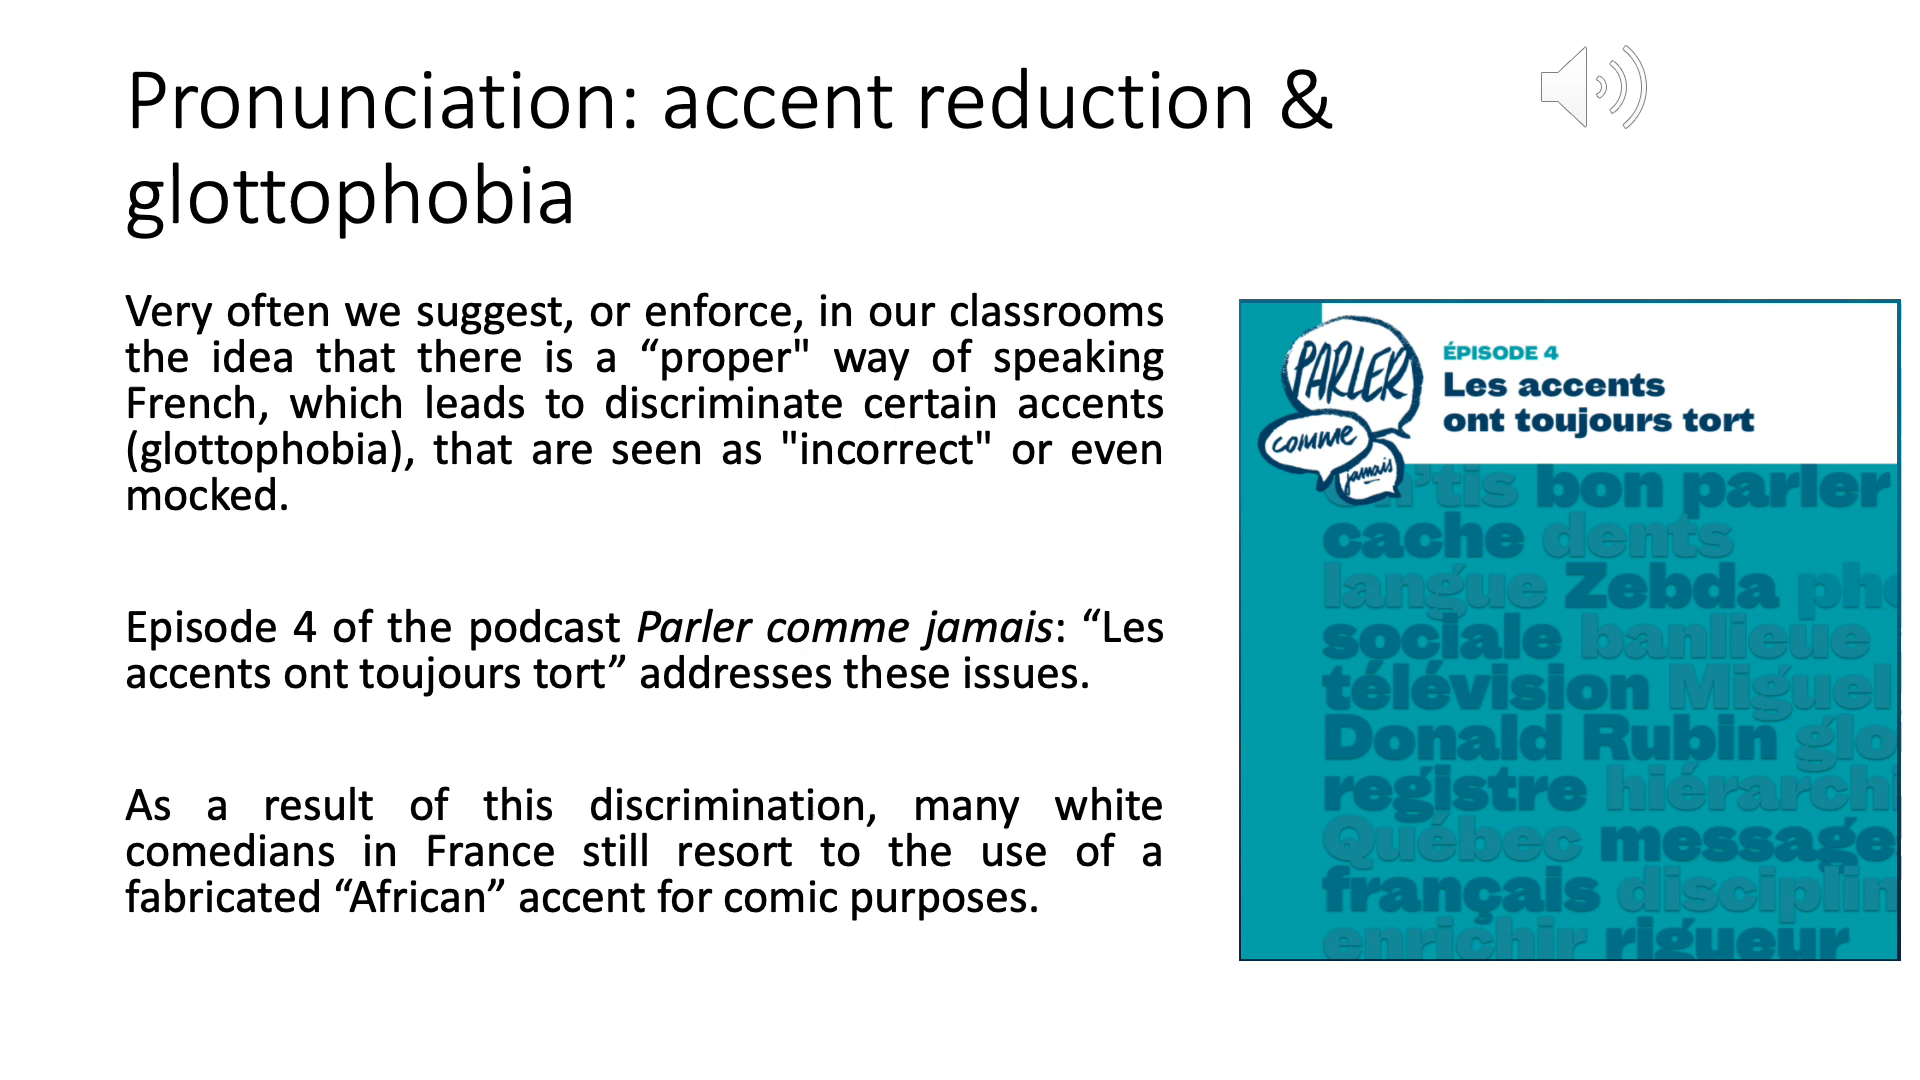 Pronunciation: accent reduction &
glottophobia
Very often we suggest, or enforce, in our classrooms
the idea that there is a “proper" way of speaking
French, which leads to discriminate certain accents
(glottophobia), that are seen as "incorrect" or even
mocked.
Episode 4 of the podcast Parler comme jamais: “Les
accents ont toujours tort” addresses these issues.
As a result of this discrimination, many white
comedians in France still resort to the use of a
fabricated “African” accent for comic purposes.
PARLER
comme
jamais
ÉPISODE 4
Les accents
ont toujours tort
bon parler
cache dents
langue Zebda
sociale banlieue
télévision Miguel
Donald Rubin
registre
Québec message
français
enrichir rigueur